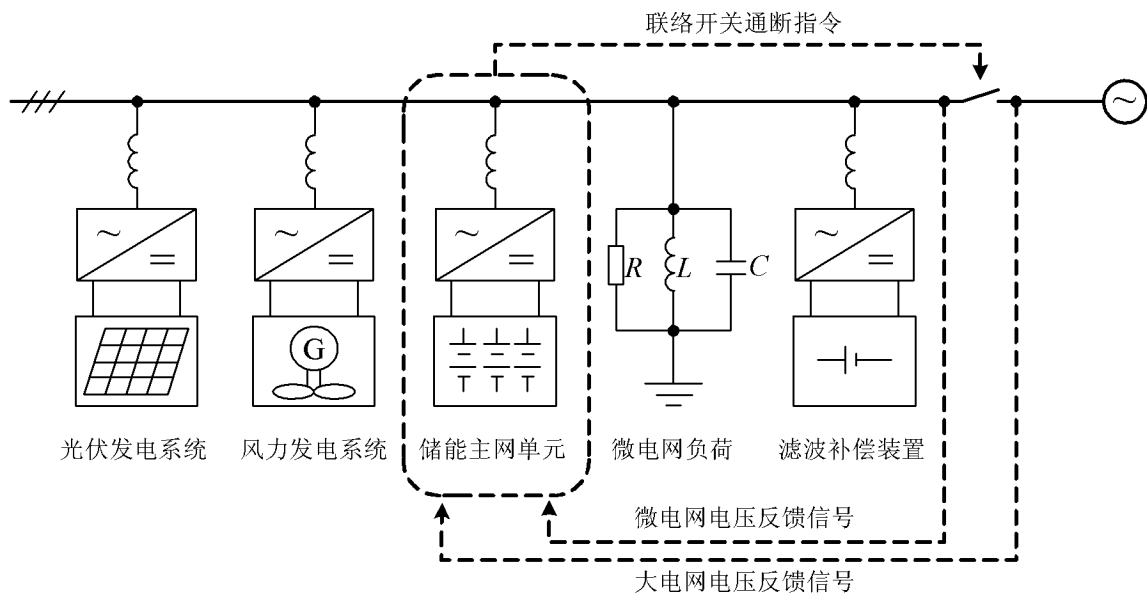 联络开关通断指令
G
R
L
C
光伏发电系统
风力发电系统
储能主网单元
微电网负荷
滤波补偿装置
微电网电压反馈信号
大电网电压反馈信号